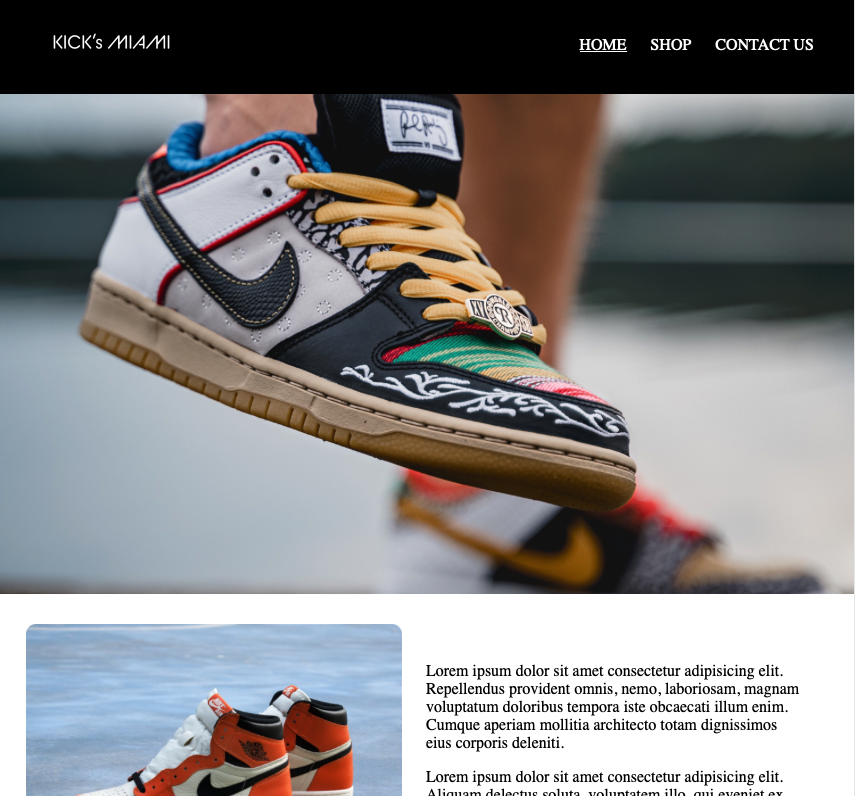 KICK's MIAMI
HOME SHOP CONTACT US
Lorem ipsum dolor sit amet consectetur adipisicing elit.
Repellendus provident omnis, nemo, laboriosam, magnam
voluptatum doloribus tempora iste obcaecati illum enim.
Cumque aperiam mollitia architecto totam dignissimos
eius corporis deleniti.
Lorem ipsum dolor sit amet consectetur adipisicing elit.
Aliquam delectus soluta, voluptatem illo, qui eveniet ex